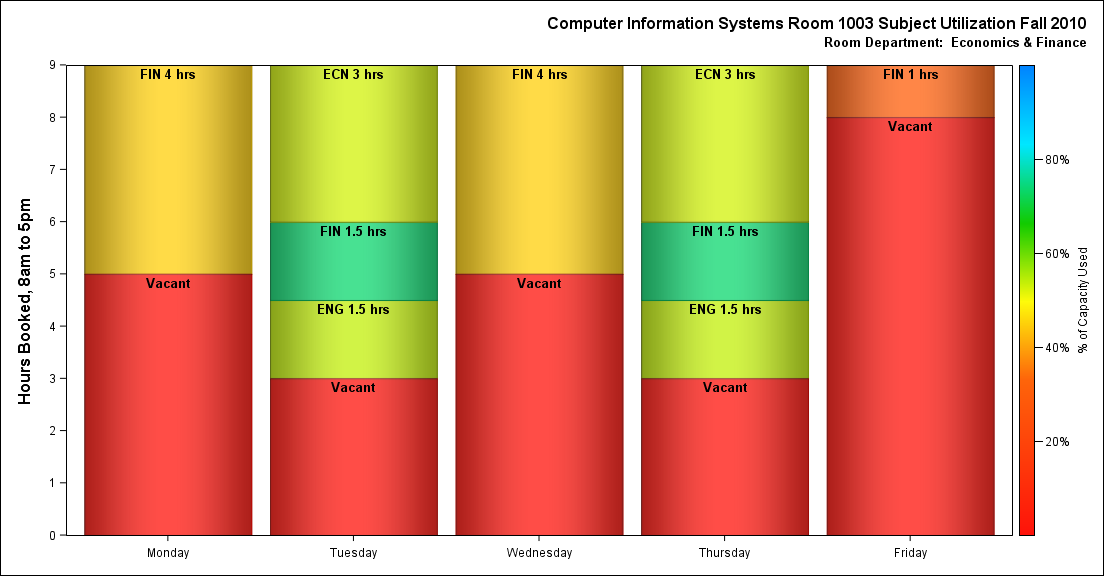 Computer Information Systems Room 1003 Subject Utilization Fall 2010
Room Department:  Economics & Finance
Hours Booked, 8am to 5pm
9
8
7
6
5
4
3
2
1
0
FIN 4 hrs
Vacant
ECN 3 hrs
FIN 1.5 hrs
ENG 1.5 hrs
Vacant
FIN 4 hrs
Vacant
ECN 3 hrs
FIN 1.5 hrs
ENG 1.5 hrs
Vacant
FIN 1 hrs
Vacant
Monday
Tuesday
Wednesday
Thursday
Friday
80%
60%
40%
20%
% of Capacity Used